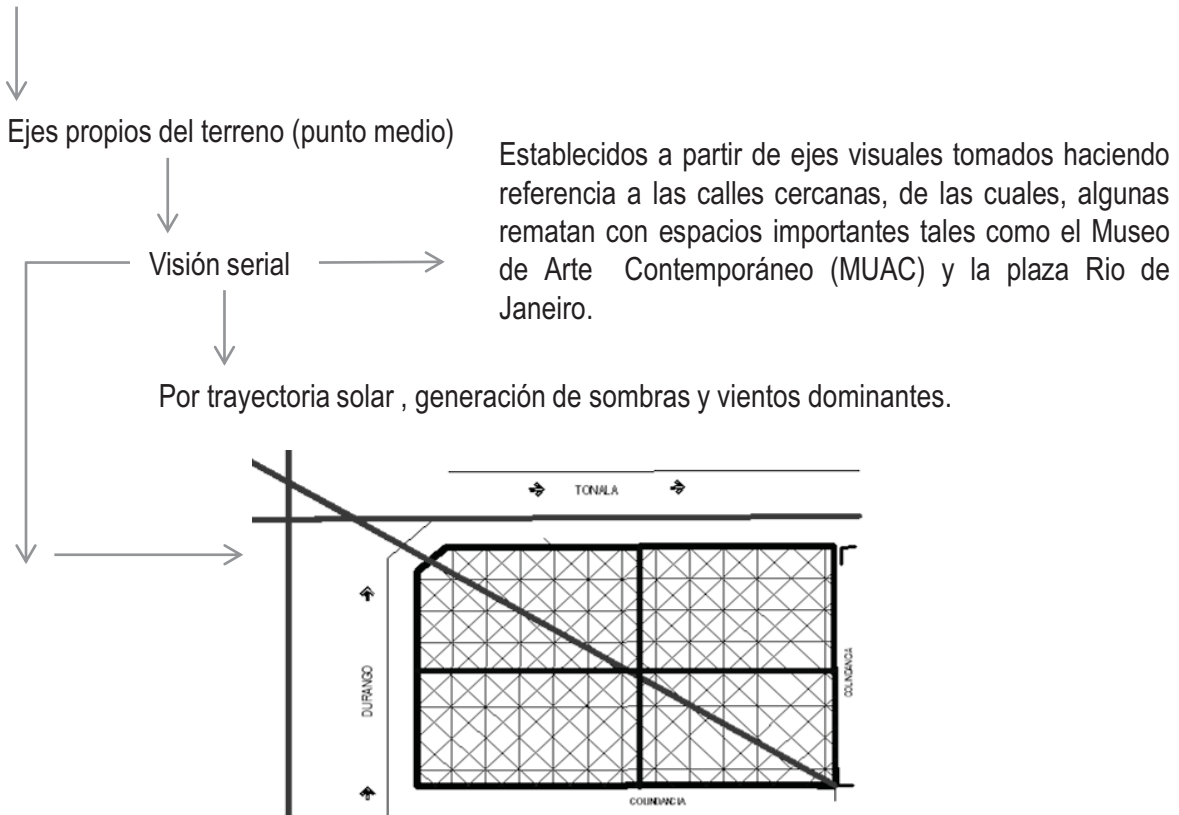 Ejes propios del terreno (punto medio)
Establecidos a partir de ejes visuales tomados haciendo
referencia a las calles cercanas, de las cuales, algunas
rematan con espacios importantes tales como el Museo
de Arte Contemporáneo (MUAC) y la plaza Rio de
Janeiro.
Visión serial
Por trayectoria solar , generación de sombras y vientos dominantes.
TONALA
DURANGO
COLINDANCIA
COLINDANCIA